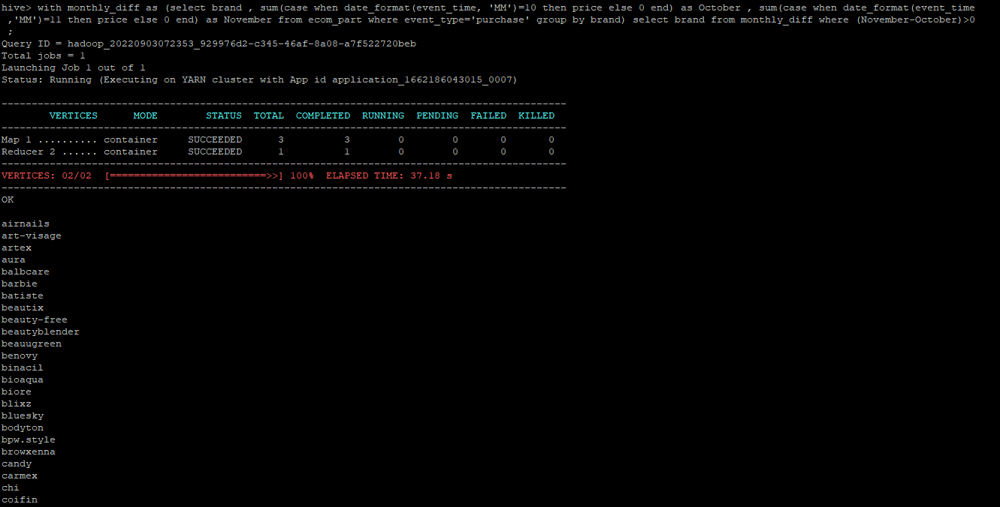 hive> with monthly_diff as (select brand , sum(case when date_format(event_time, 'MM')=10 then price else 0 end) as October , sum(case when date_format(event_time
,'MM')=11 then price else 0 end) as November from ecom_part where event_type='purchase' group by brand) select brand from monthly_diff where (November-October)>0
;
Query ID = hadoop_20220903072353_929976d2-c345-46af-8a08-a7f522720beb
Total jobs = 1
Launching Job 1 out of 1
Status: Running (Executing on YARN cluster with App id application_1662186043015_0007)
----------------------------------------------------------------------------------------------
VERTICES MODE STATUS TOTAL COMPLETED RUNNING PENDING FAILED KILLED
----------------------------------------------------------------------------------------------
Map 1 .......... container SUCCEEDED 3 3 0 0 0 0
Reducer 2 ...... container SUCCEEDED 1 1 0 0 0 0
----------------------------------------------------------------------------------------------
VERTICES: 02/02 [==========================>>] 100% ELAPSED TIME: 37.18 s
----------------------------------------------------------------------------------------------
OK
airnails
art-visage
artex
aura
balbcare
barbie
batiste
beautix
beauty-free
beautyblender
beauugreen
benovy
binacil
bioaqua
biore
blixz
bluesky
bodyton
bpw.style
browxenna
candy
carmex
chi
coifin